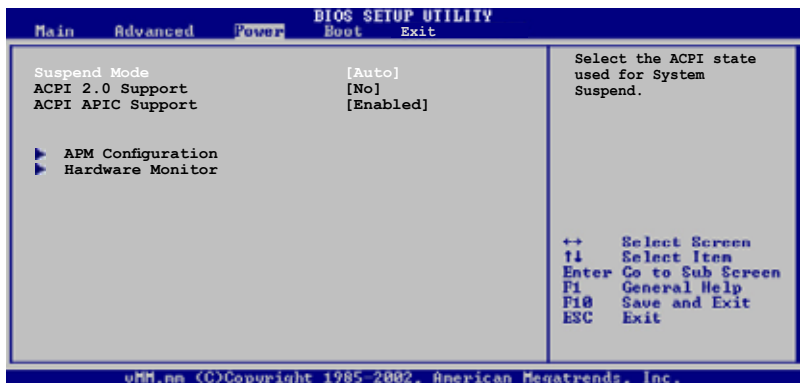 BIOS SETUP UTILITY
Main Advanced Power Boot Exit
Suspend Mode [Auto]
ACPI 2.0 Support [No]
ACPI APIC Support [Enabled]
APM Configuration
Hardware Monitor
Select the ACPI state
used for System
Suspend.
↔ Select Screen
↑↓ Select Item
Enter Go to Sub Screen
F1 General Help
F10 Save and Exit
ESC Exit
vMM.nn (C)Copyright 1985-2002, American Megatrends, Inc.